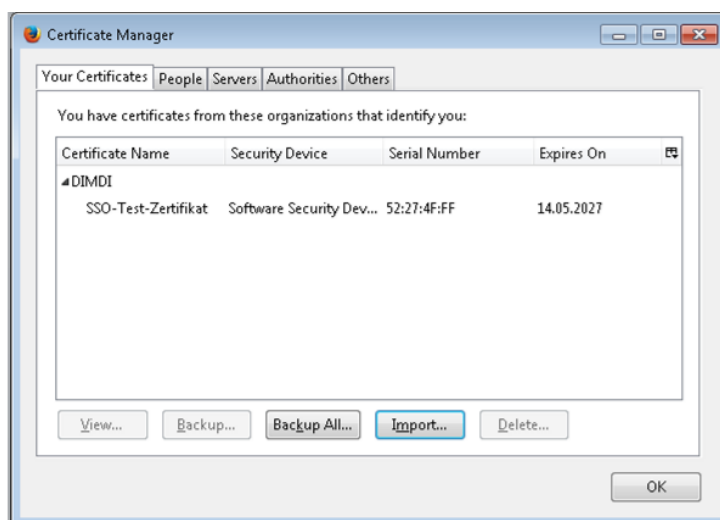 Certificate Manager
Your Certificates People Servers Authorities Others
You have certificates from these organizations that identify you:
Certificate Name Security Device Serial Number Expires On
DIMDI
SSO-Test-Zertifikat Software Security Dev... 52:27:4F:FF 14.05.2027
View... Backup... Backup All... Import... Delete...
OK